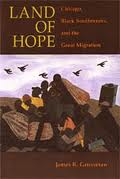 LAND OF
HOPE
Chicago,
Black Southerners,
and the
Great Migration
James R. Grossman